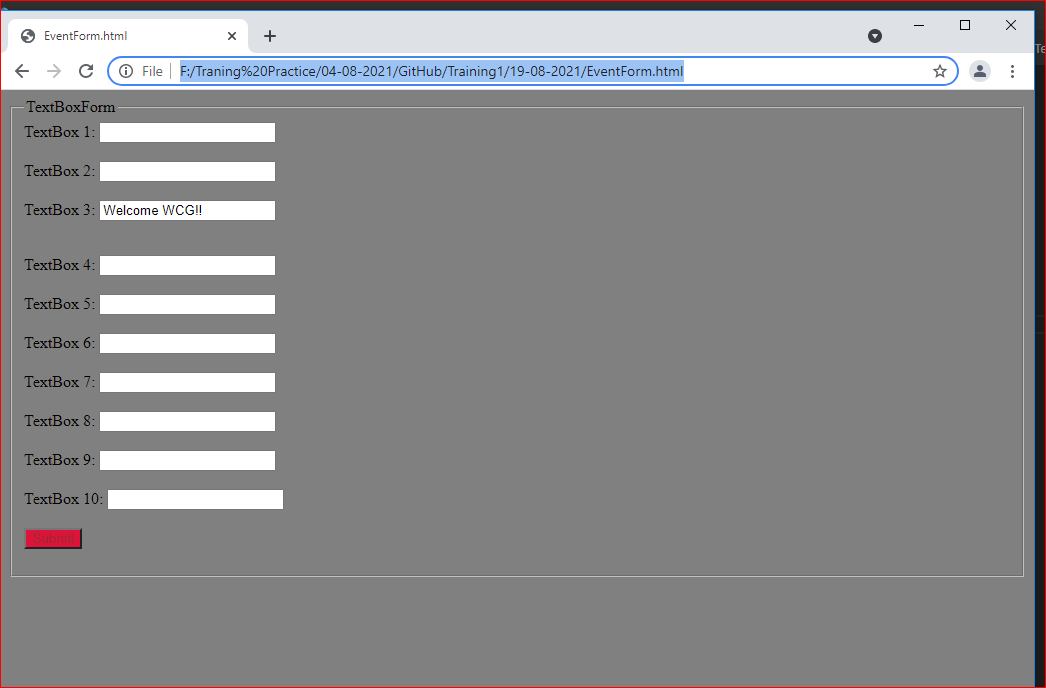 EventForm.html
File
F:/Traning%20Practice/04-08-2021/GitHub/Training1/19-08-2021/EventForm.html
TextBoxForm
TextBox 1:
TextBox 2:
TextBox 3: Welcome WCG!!
TextBox 4:
TextBox 5:
TextBox 6:
TextBox 7:
TextBox 8:
TextBox 9:
TextBox 10:
Submit